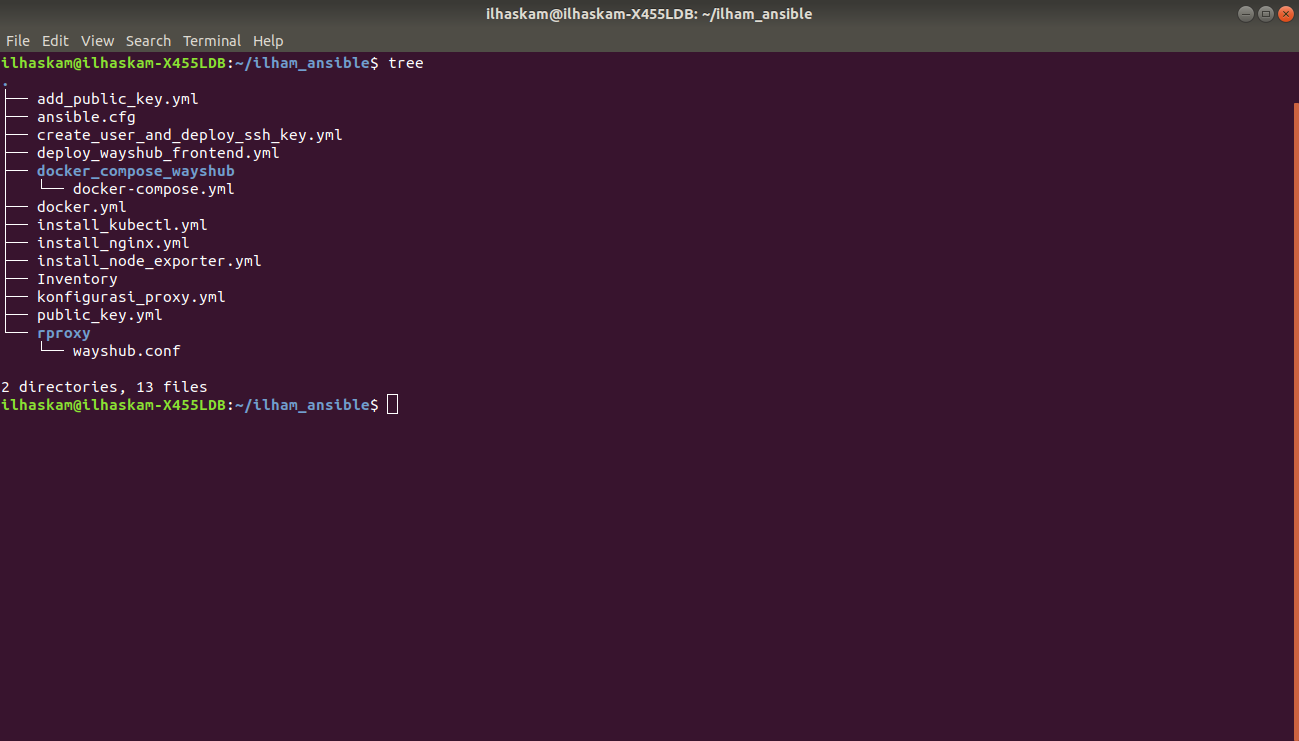 ilhaskam@ilhaskam-X455LDB: ~/ilham_ansible
File Edit View Search Terminal Help
ilhaskam@ilhaskam-X455LDB:~/ilham_ansible$ tree
.
├── add_public_key.yml
├── ansible.cfg
├── create_user_and_deploy_ssh_key.yml
├── deploy_wayshub_frontend.yml
├── docker_compose_wayshub
│   └── docker-compose.yml
├── docker.yml
├── install_kubectl.yml
├── install_nginx.yml
├── install_node_exporter.yml
├── Inventory
├── konfigurasi_proxy.yml
├── public_key.yml
└── rproxy
    └── wayshub.conf
2 directories, 13 files
ilhaskam@ilhaskam-X455LDB:~/ilham_ansible$